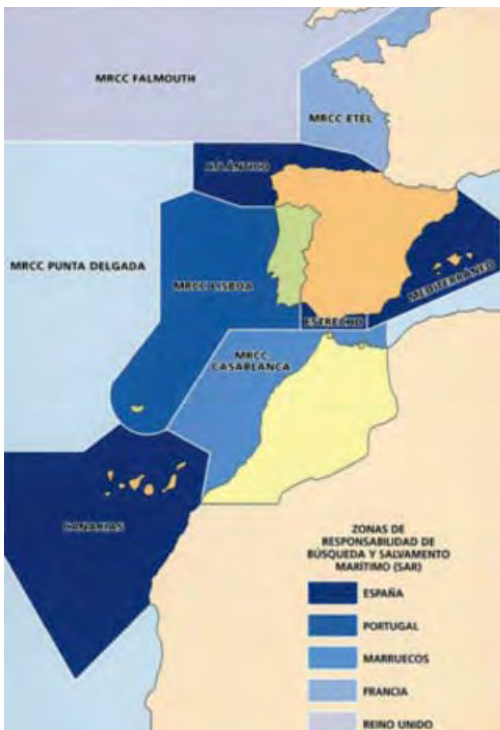 MRCC FALMOUTH
MRCC ETEL
ATLÁNTICO
MRCC PUNTA DELGADA
MRCC LISBOA
MEDITERRÁNEO
ESTRECHO
MRCC
CASABLANCA
CANARIAS
ZONAS DE
RESPONSABILIDAD DE
BÚSQUEDA Y SALVAMENTO
MARÍTIMO (SAR)
ESPAÑA
PORTUGAL
MARRUECOS
FRANCIA
REINO UNIDO